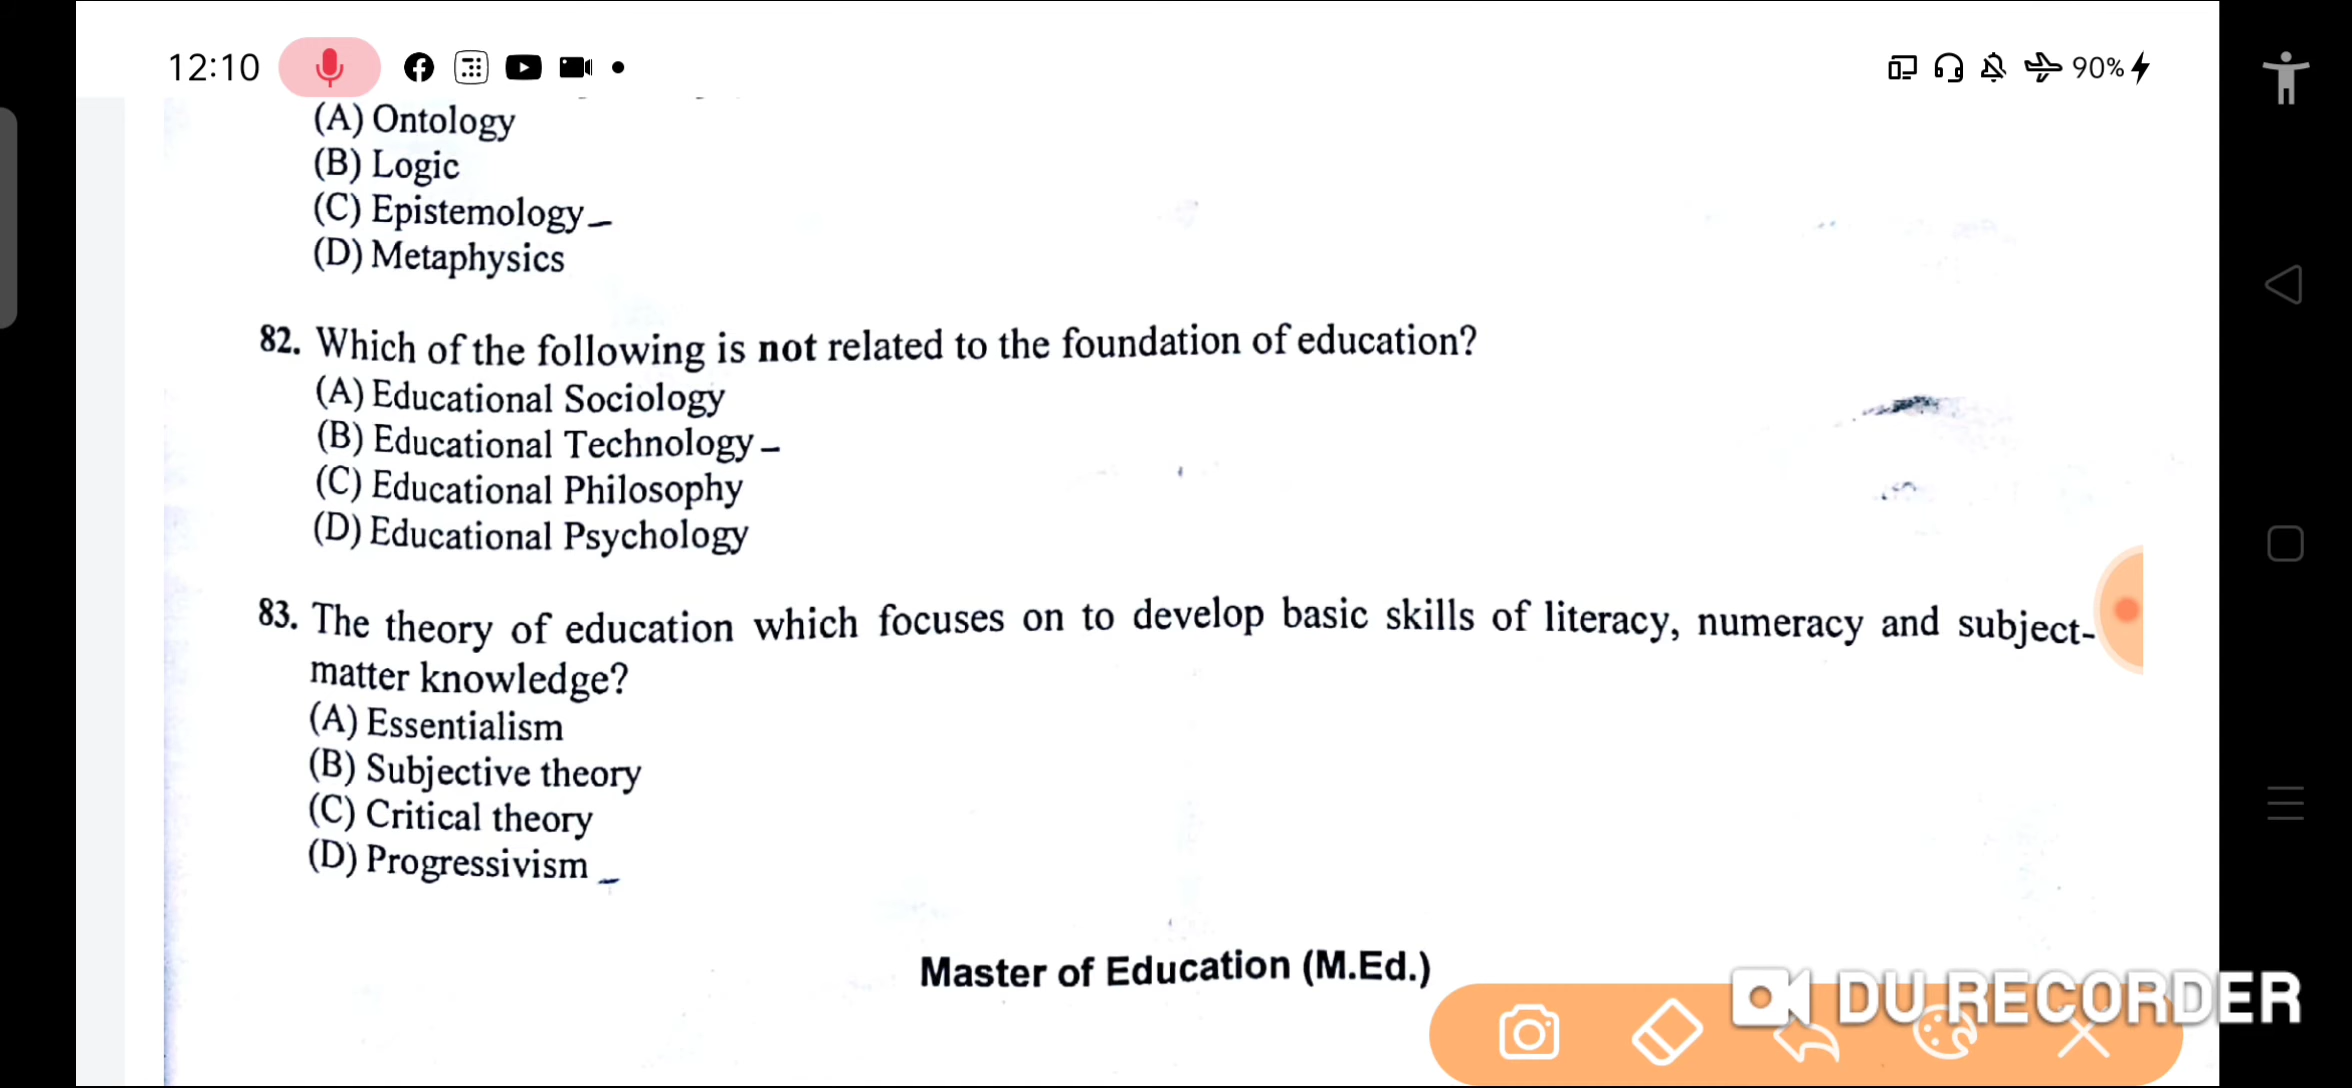 12:10
90%
(A) Ontology
(B) Logic
(C) Epistemology
(D) Metaphysics
82. Which of the following is not related to the foundation of education?
(A) Educational Sociology
(B) Educational Technology
(C) Educational Philosophy
(D) Educational Psychology
83. The theory of education which focuses on to develop basic skills of literacy, numeracy and subject-
matter knowledge?
(A) Essentialism
(B) Subjective theory
(C) Critical theory
(D) Progressivism
Master of Education (M.Ed.)
DU RECORDER